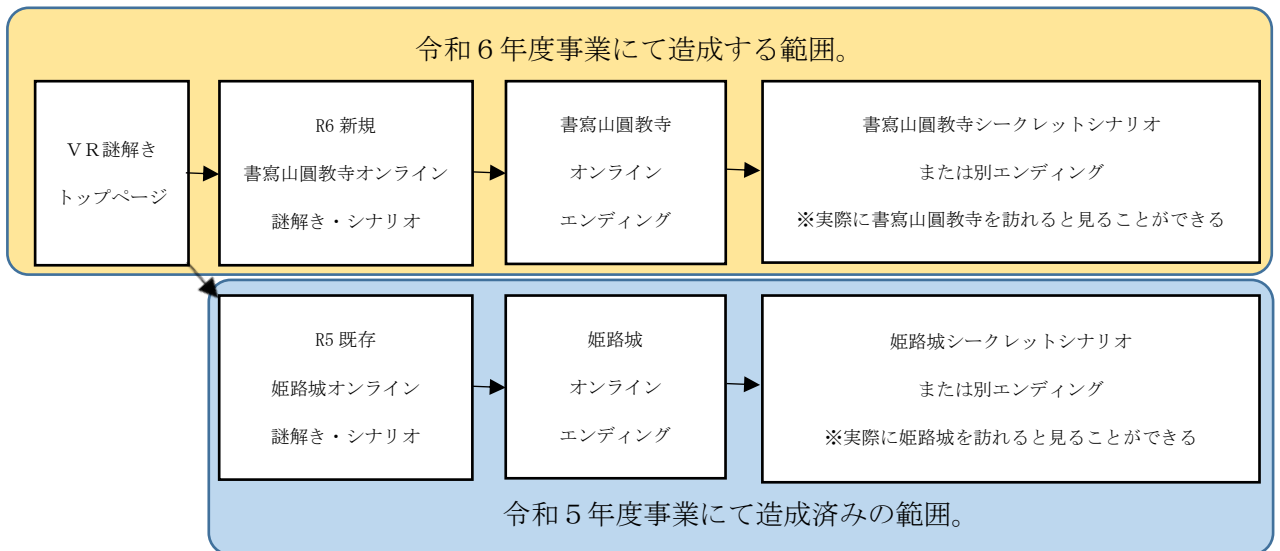 令和６年度事業にて造成する範囲。
ＶＲ謎解き
トップページ
R6 新規
書寫山圓教寺オンライン
謎解き・シナリオ
書寫山圓教寺
オンライン
エンディング
書寫山圓教寺シークレットシナリオ
または別エンディング
※実際に書寫山圓教寺を訪れると見ることができる
R5 既存
姫路城オンライン
謎解き・シナリオ
姫路城
オンライン
エンディング
姫路城シークレットシナリオ
または別エンディング
※実際に姫路城を訪れると見ることができる
令和５年度事業にて造成済みの範囲。